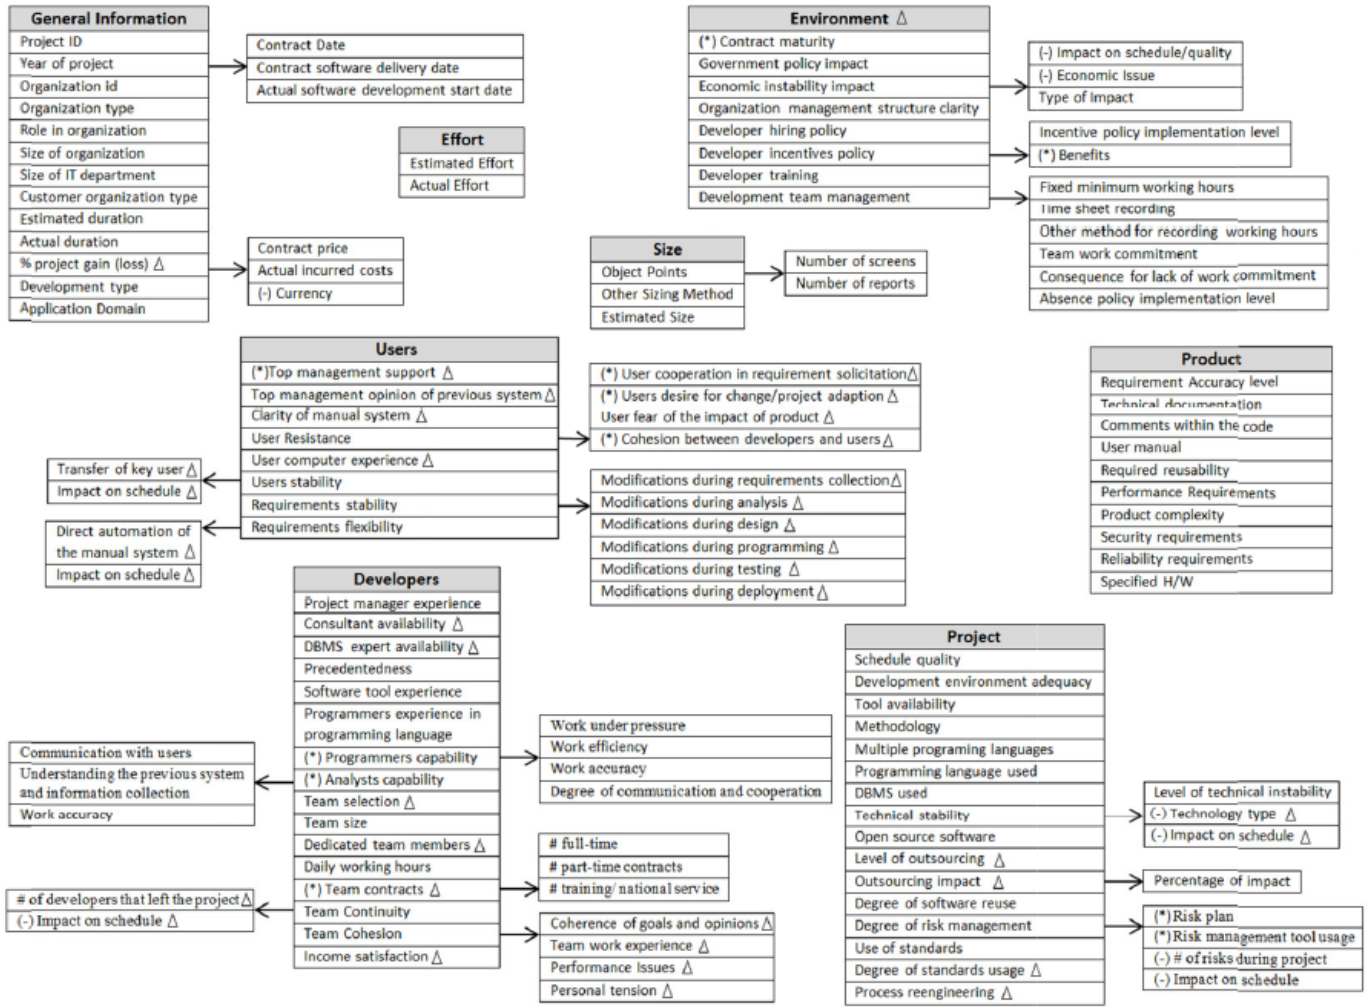 General Information
Project ID
Year of project
Organization id
Organization type
Role in organization
Size of organization
Size of IT department
Customer organization type
Estimated duration
Actual duration
% project gain (loss) △
Development type
Application Domain
Contract Date
Contract software delivery date
Actual software development start date
Effort
Estimated Effort
Actual Effort
Contract price
Actual incurred costs
(-) Currency
Environment △
(*) Contract maturity
Government policy impact
Economic instability impact
Organization management structure clarity
Developer hiring policy
Developer incentives policy
Developer training
Development team management
(-) Impact on schedule/quality
(-) Economic Issue
Type of Impact
Incentive policy implementation level
(*) Benefits
Fixed minimum working hours
Time sheet recording
Other method for recording working hours
Team work commitment
Consequence for lack of work commitment
Absence policy implementation level
Size
Object Points
Other Sizing Method
Estimated Size
Number of screens
Number of reports
Users
(*)Top management support △
Top management opinion of previous system △
Clarity of manual system △
User Resistance
User computer experience △
Users stability
Requirements stability
Requirements flexibility
(*) User cooperation in requirement solicitation△
(*) Users desire for change/project adaption △
User fear of the impact of product △
(*) Cohesion between developers and users△
Transfer of key user △
Impact on schedule △
Direct automation of
the manual system △
Impact on schedule △
Modifications during requirements collection△
Modifications during analysis △
Modifications during design △
Modifications during programming △
Modifications during testing △
Modifications during deployment △
Product
Requirement Accuracy level
Technical documentation
Comments within the code
User manual
Required reusability
Performance Requirements
Product complexity
Security requirements
Reliability requirements
Specified H/W
Developers
Project manager experience
Consultant availability △
DBMS expert availability △
Precedentedness
Software tool experience
Programmers experience in
programming language
(*) Programmers capability
(*) Analysts capability
Team selection △
Team size
Dedicated team members △
Daily working hours
(*) Team contracts △
Team Continuity
Team Cohesion
Income satisfaction △
Communication with users
Understanding the previous system
and information collection
Work accuracy
# of developers that left the project△
(-) Impact on schedule △
Work under pressure
Work efficiency
Work accuracy
Degree of communication and cooperation
# full-time
# part-time contracts
# training/ national service
Coherence of goals and opinions △
Team work experience △
Performance Issues △
Personal tension △
Project
Schedule quality
Development environment adequacy
Tool availability
Methodology
Multiple programing languages
Programming language used
DBMS used
Technical stability
Open source software
Level of outsourcing △
Outsourcing impact △
Degree of software reuse
Degree of risk management
Use of standards
Degree of standards usage △
Process reengineering △
Level of technical instability
(-) Technology type △
(-) Impact on schedule △
Percentage of impact
(*) Risk plan
(*) Risk management tool usage
(-) # of risks during project
(-) Impact on schedule